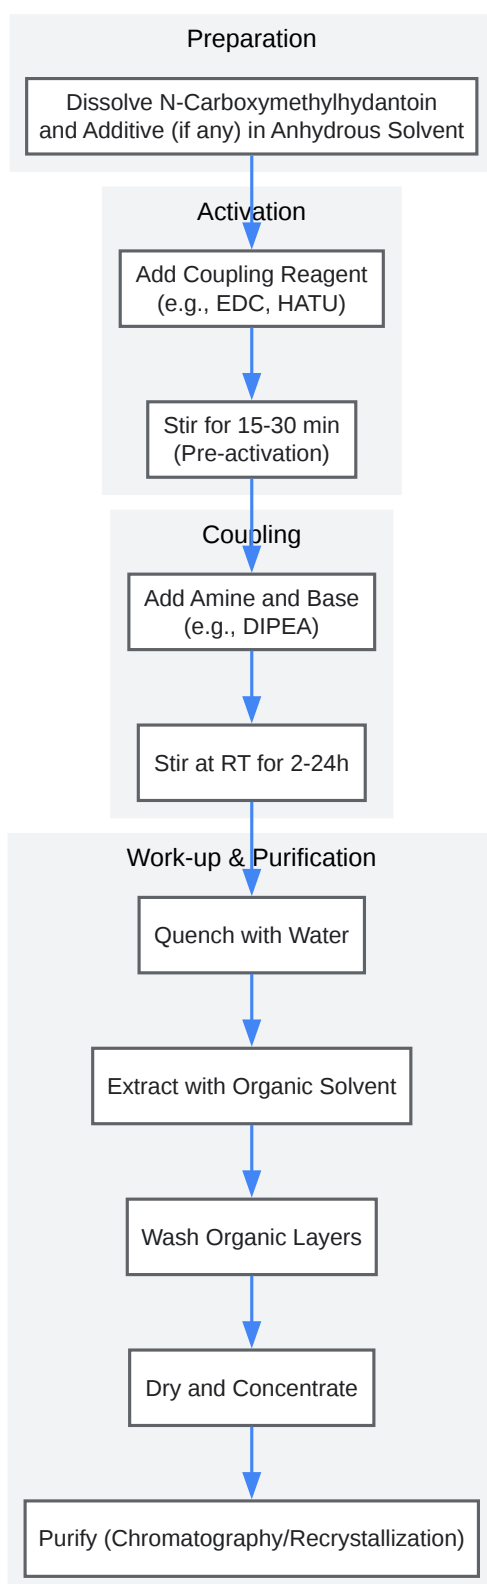 Preparation
Dissolve N-Carboxymethylhydantoin
and Additive (if any) in Anhydrous Solvent
Activation
Add Coupling Reagent
(e.g., EDC, HATU)
Stir for 15-30 min
(Pre-activation)
Coupling
Add Amine and Base
(e.g., DIPEA)
Stir at RT for 2-24h
Work-up & Purification
Quench with Water
Extract with Organic Solvent
Wash Organic Layers
Dry and Concentrate
Purify (Chromatography/Recrystallization)